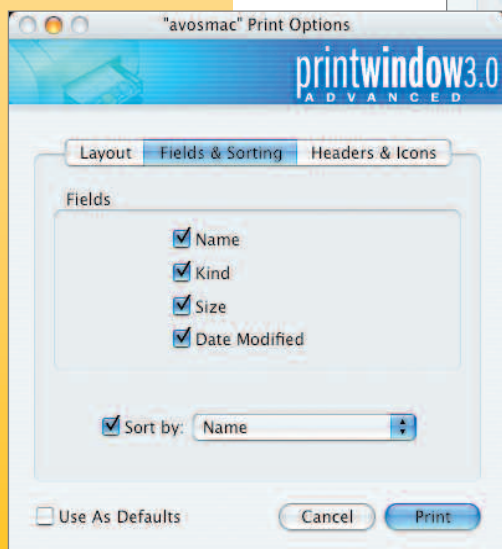 "avosmac" Print Options
printwindow3.0
ADVANCED
Layout Fields & Sorting Headers & Icons
Fields
Name
Kind
Size
Date Modified
Sort by: Name
Use As Defaults Cancel Print